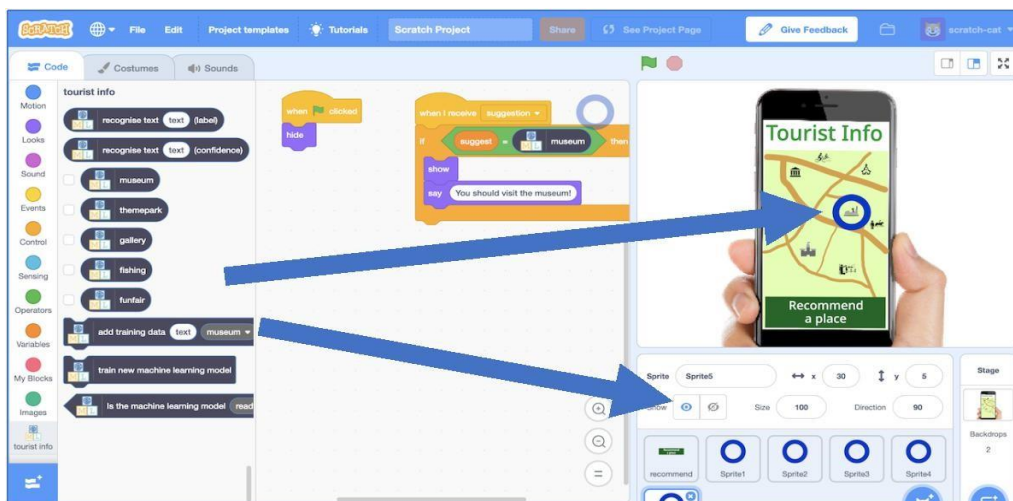 SCRATCH File Edit Project templates Tutorials Scratch Project Share See Project Page Give Feedback scratch-cat
Code Costumes Sounds
Motion
Looks
Sound
Events
Control
Sensing
Operators
Variables
My Blocks
Images
tourist info
tourist info
recognise text text (label)
recognise text text (confidence)
museum
themepark
gallery
fishing
funfair
add training data text museum
train new machine learning model
Is the machine learning model read
when clicked
hide
when I receive suggestion
if suggest = museum then
show
say You should visit the museum!
Tourist Info
Recommend
a place
Sprite Sprite5 x 30 y 5
Show Size 100 Direction 90
recommend Sprite1 Sprite2 Sprite3 Sprite4
Stage
Backdrops
2